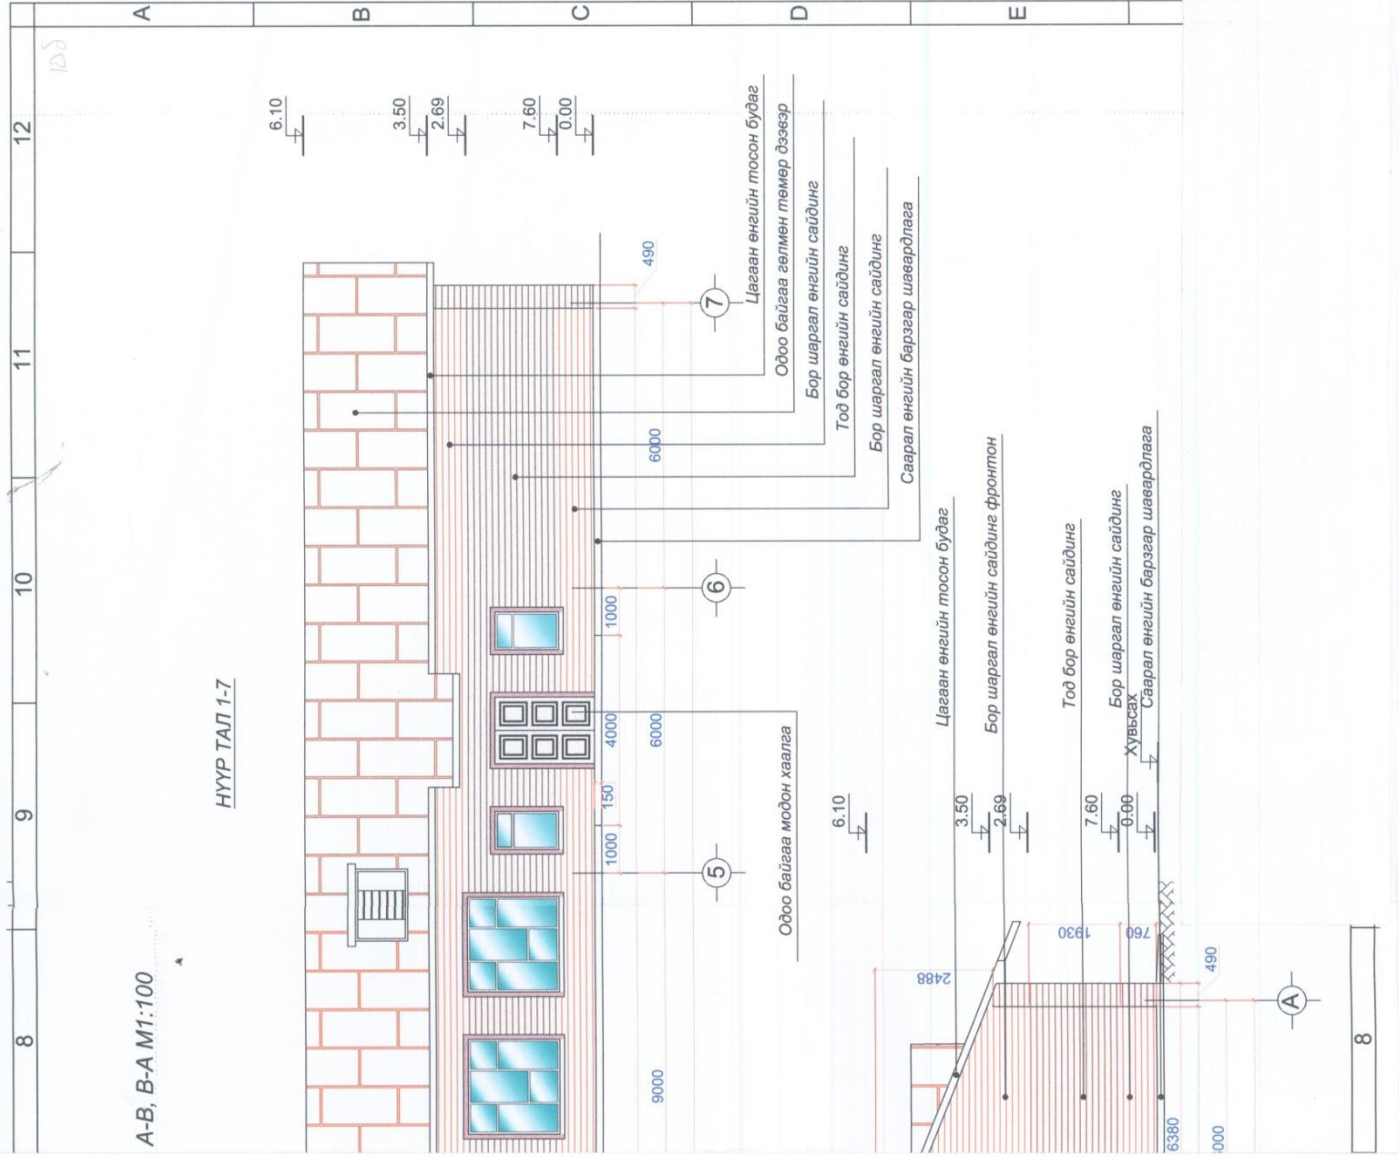 A
B
C
D
E
12
11
10
9
8
A-B, B-A M1:100
НҮҮР ТАЛ 1-7
6.10
3.50
2.69
7.60
0.00
Цагаан өнгийн тосон будаг
Одоо байгаа гөлмөн төмөр дээвэр
Бор шаргал өнгийн сайдинг
Тод бор өнгийн сайдинг
Бор шаргал өнгийн сайдинг
Саарал өнгийн барзгар шавардлага
490
6000
1000
4000
6000
150
1000
9000
7
6
5
Одоо байгаа модон хаалга
Цагаан өнгийн тосон будаг
Бор шаргал өнгийн сайдинг фронтон
Тод бор өнгийн сайдинг
Бор шаргал өнгийн сайдинг
Хувьсах
Саарал өнгийн барзгар шавардлага
6.10
3.50
2.69
7.60
0.00
2488
1930
760
490
6380
A
8